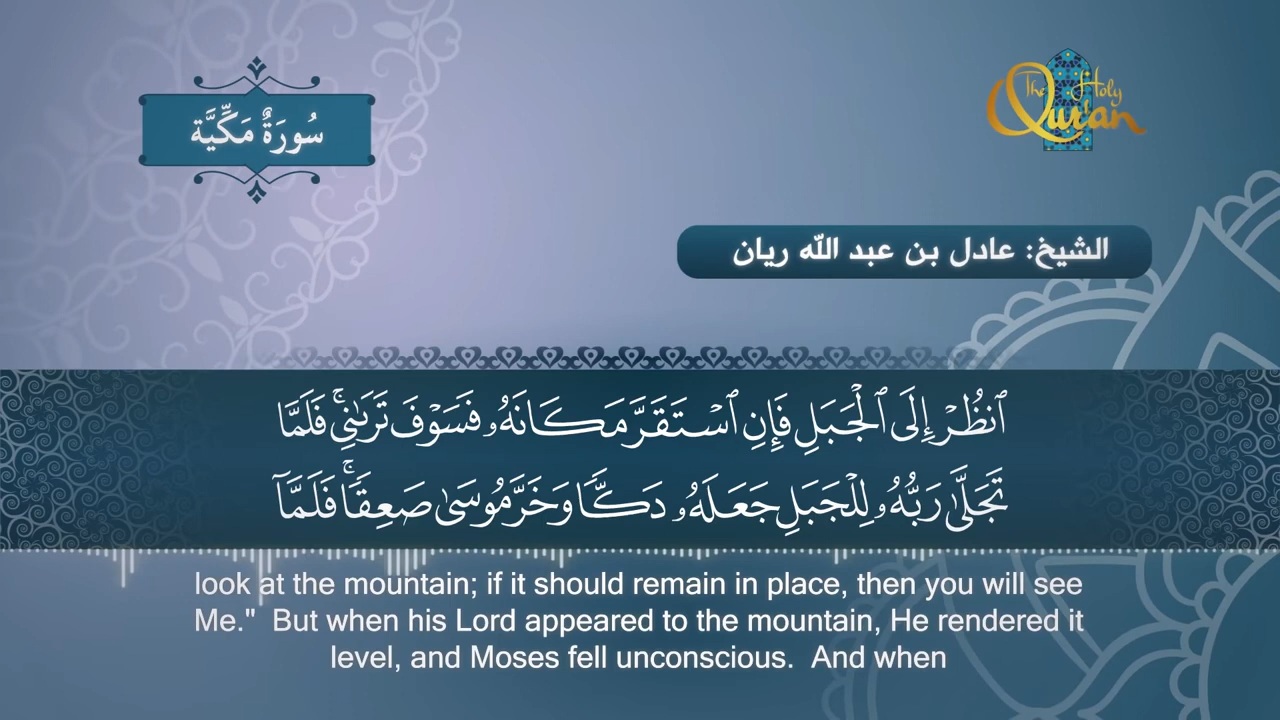 سُورَةٌ مَكِّيَّة
The Holy
Qur'an
الشيخ: عادل بن عبد الله ريان
ٱنظُرۡ إِلَى ٱلۡجَبَلِ فَإِنِ ٱسۡتَقَرَّ مَكَانَهُۥ فَسَوۡفَ تَرَىٰنِيۚ فَلَمَّا
تَجَلَّىٰ رَبُّهُۥ لِلۡجَبَلِ جَعَلَهُۥ دَكّٗا وَخَرَّ مُوسَىٰ صَعِقٗاۚ فَلَمَّآ
look at the mountain; if it should remain in place, then you will see
Me."  But when his Lord appeared to the mountain, He rendered it
level, and Moses fell unconscious.  And when